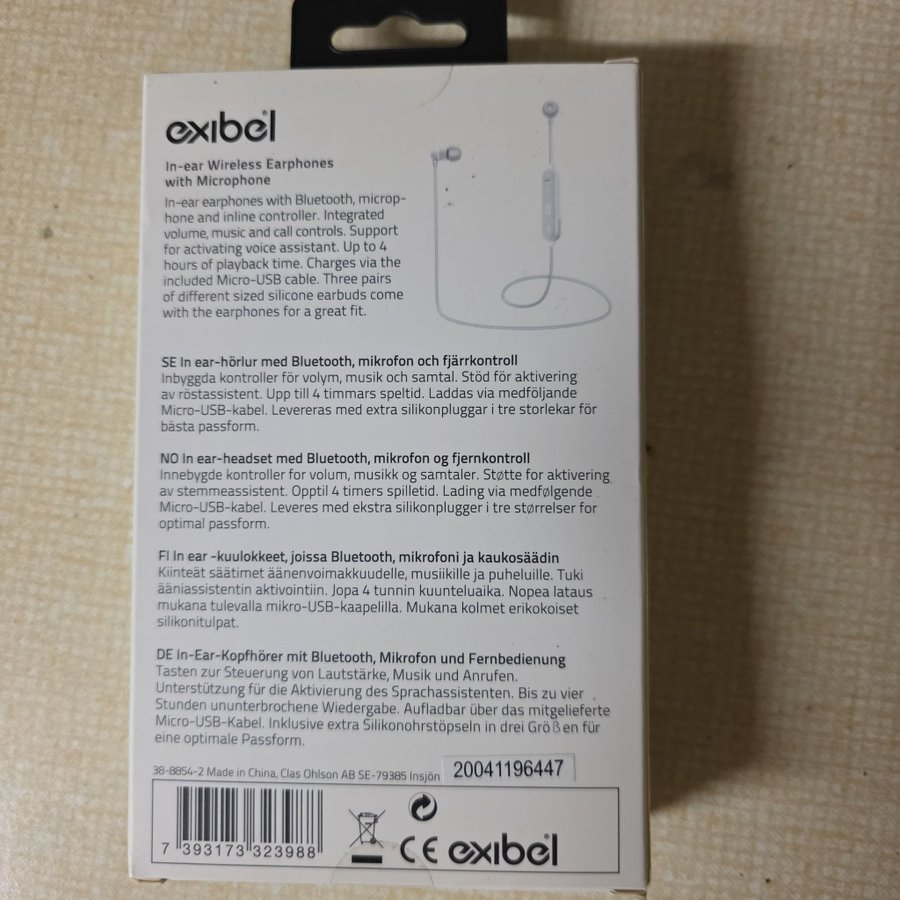 exibel
In-ear Wireless Earphones
with Microphone
In-ear earphones with Bluetooth, microp-
hone and inline controller. Integrated
volume, music and call controls. Support
for activating voice assistant. Up to 4
hours of playback time. Charges via the
included Micro-USB cable. Three pairs
of different sized silicone earbuds come
with the earphones for a great fit.
SE In ear-hörlur med Bluetooth, mikrofon och fjärrkontroll
Inbyggda kontroller för volym, musik och samtal. Stöd för aktivering
av röstassistent. Upp till 4 timmars speltid. Laddas via medföljande
Micro-USB-kabel. Levereras med extra silikonpluggar i tre storlekar för
bästa passform.
NO In ear-headset med Bluetooth, mikrofon og fjernkontroll
Innebygde kontroller for volum, musikk og samtaler. Støtte for aktivering
av stemmeassistent. Opptil 4 timers spilletid. Lading via medfølgende
Micro-USB-kabel. Leveres med ekstra silikonplugger i tre størrelser for
optimal passform.
FI In ear -kuulokkeet, joissa Bluetooth, mikrofoni ja kaukosäädin
Kiinteät säätimet äänenvoimakkuudelle, musiikille ja puheluille. Tuki
ääniassistentin aktivointiin. Jopa 4 tunnin kuunteluaika. Nopea lataus
mukana tulevalla mikro-USB-kaapelilla. Mukana kolmet erikokoiset
silikonitulpat.
DE In-Ear-Kopfhörer mit Bluetooth, Mikrofon und Fernbedienung
Tasten zur Steuerung von Lautstärke, Musik und Anrufen.
Unterstützung für die Aktivierung des Sprachassistenten. Bis zu vier
Stunden ununterbrochene Wiedergabe. Aufladbar über das mitgelieferte
Micro-USB-Kabel. Inklusive extra Silikonohrstöpseln in drei Größen für
eine optimale Passform.
38-8854-2 Made in China, Clas Ohlson AB SE-79385 Insjön
20041196447
7 393173 323988
CE exibel